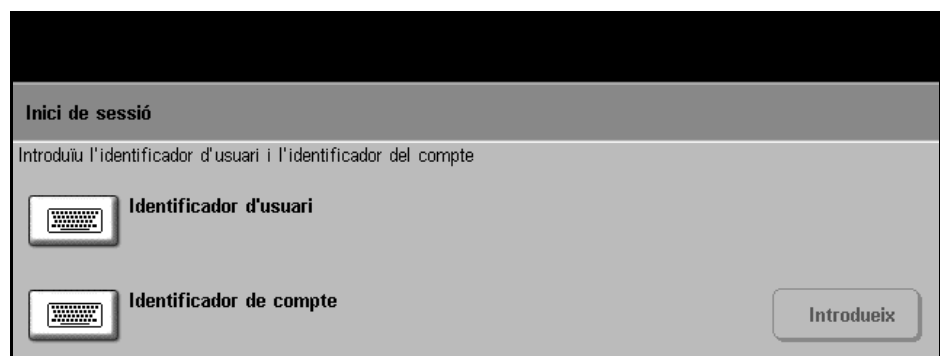 Inici de sessió
Introduïu l'identificador d'usuari i l'identificador del compte
Identificador d'usuari
Identificador de compte
Introdueix